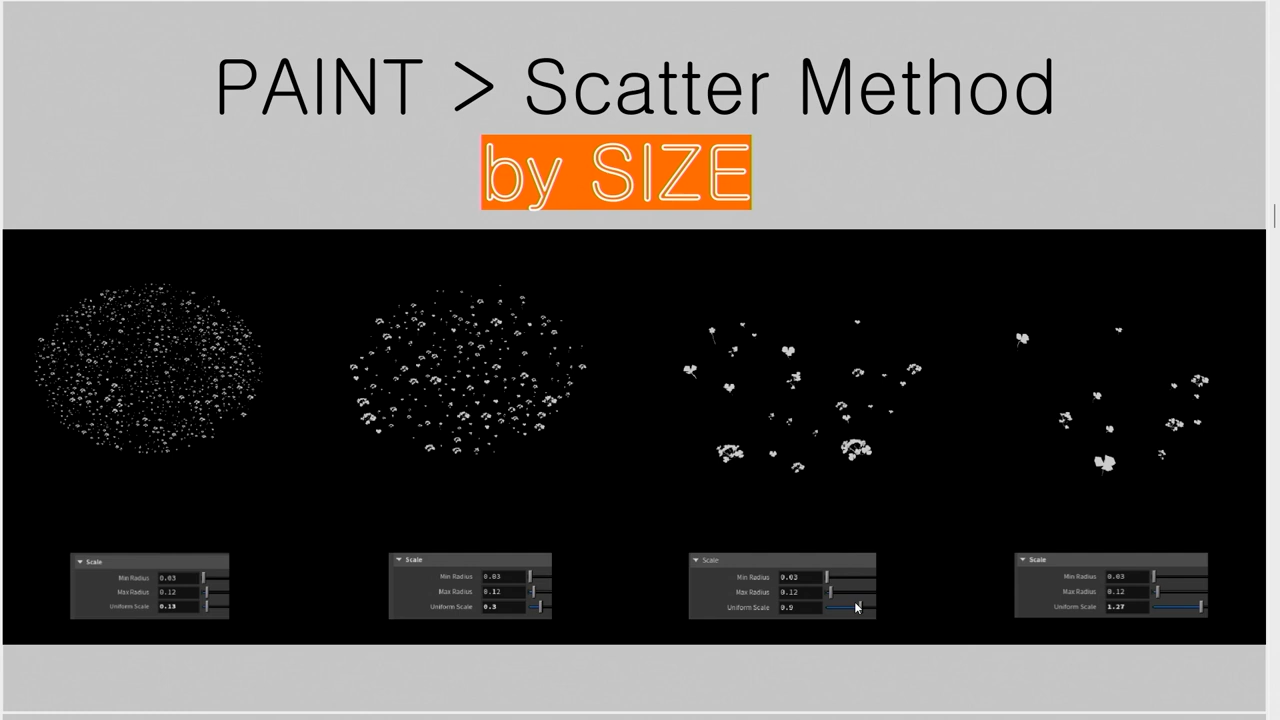 PAINT > Scatter Method
by SIZE
Scale
Min Radius 0.03
Max Radius 0.12
Uniform Scale 0.13
Scale
Min Radius 0.03
Max Radius 0.12
Uniform Scale 0.3
Scale
Min Radius 0.03
Max Radius 0.12
Uniform Scale 0.9
Scale
Min Radius 0.03
Max Radius 0.12
Uniform Scale 1.27